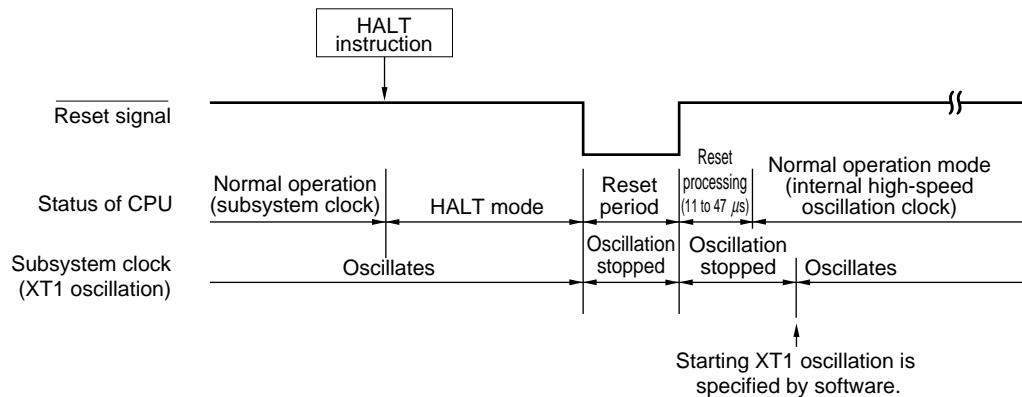 HALT
instruction
Reset signal
Status of CPU
Normal operation
(subsystem clock)
HALT mode
Reset
period
Reset
processing
(11 to 47 μs)
Normal operation mode
(internal high-speed
oscillation clock)
Subsystem clock
(XT1 oscillation)
Oscillates
Oscillation
stopped
Oscillation
stopped
Oscillates
Starting XT1 oscillation is
specified by software.